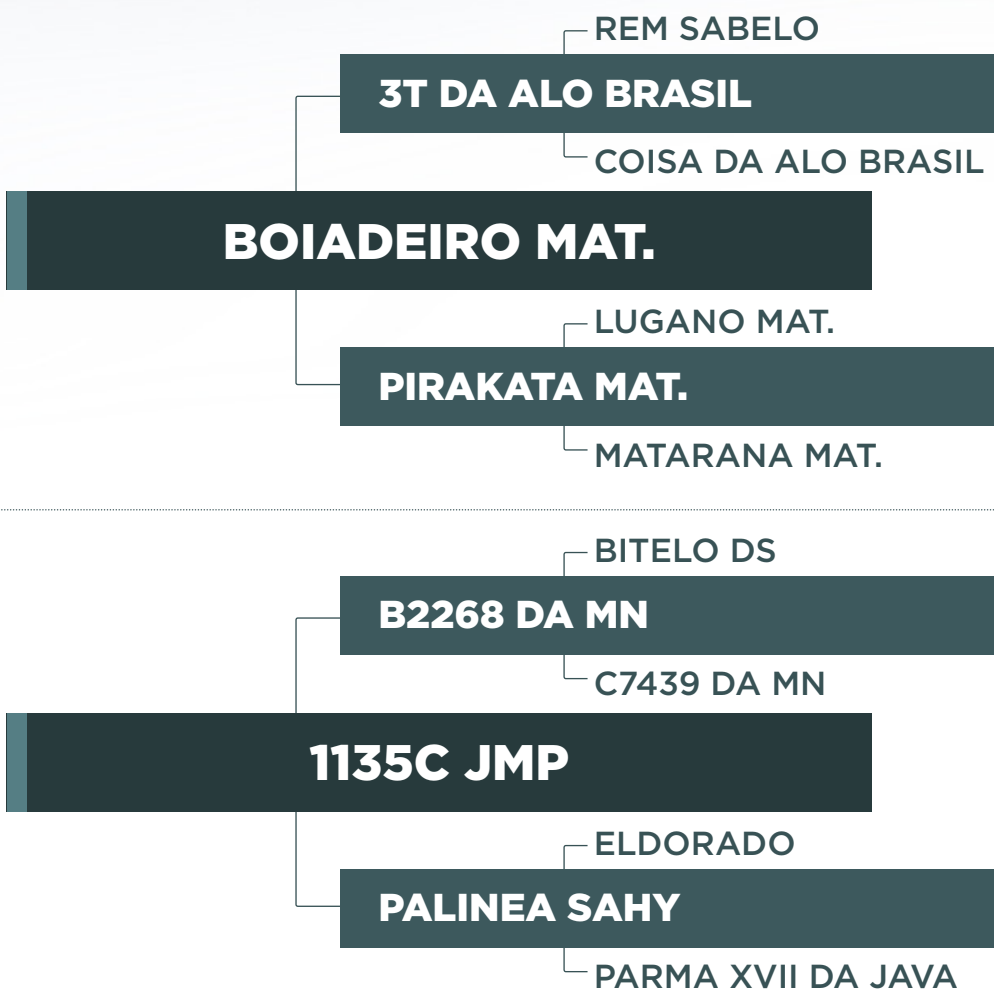 REM SABELO
3T DA ALO BRASIL
COISA DA ALO BRASIL
BOIADEIRO MAT.
LUGANO MAT.
PIRAKATA MAT.
MATARANA MAT.
BITELO DS
B2268 DA MN
C7439 DA MN
1135C JMP
ELDORADO
PALINEA SAHY
PARMA XVII DA JAVA